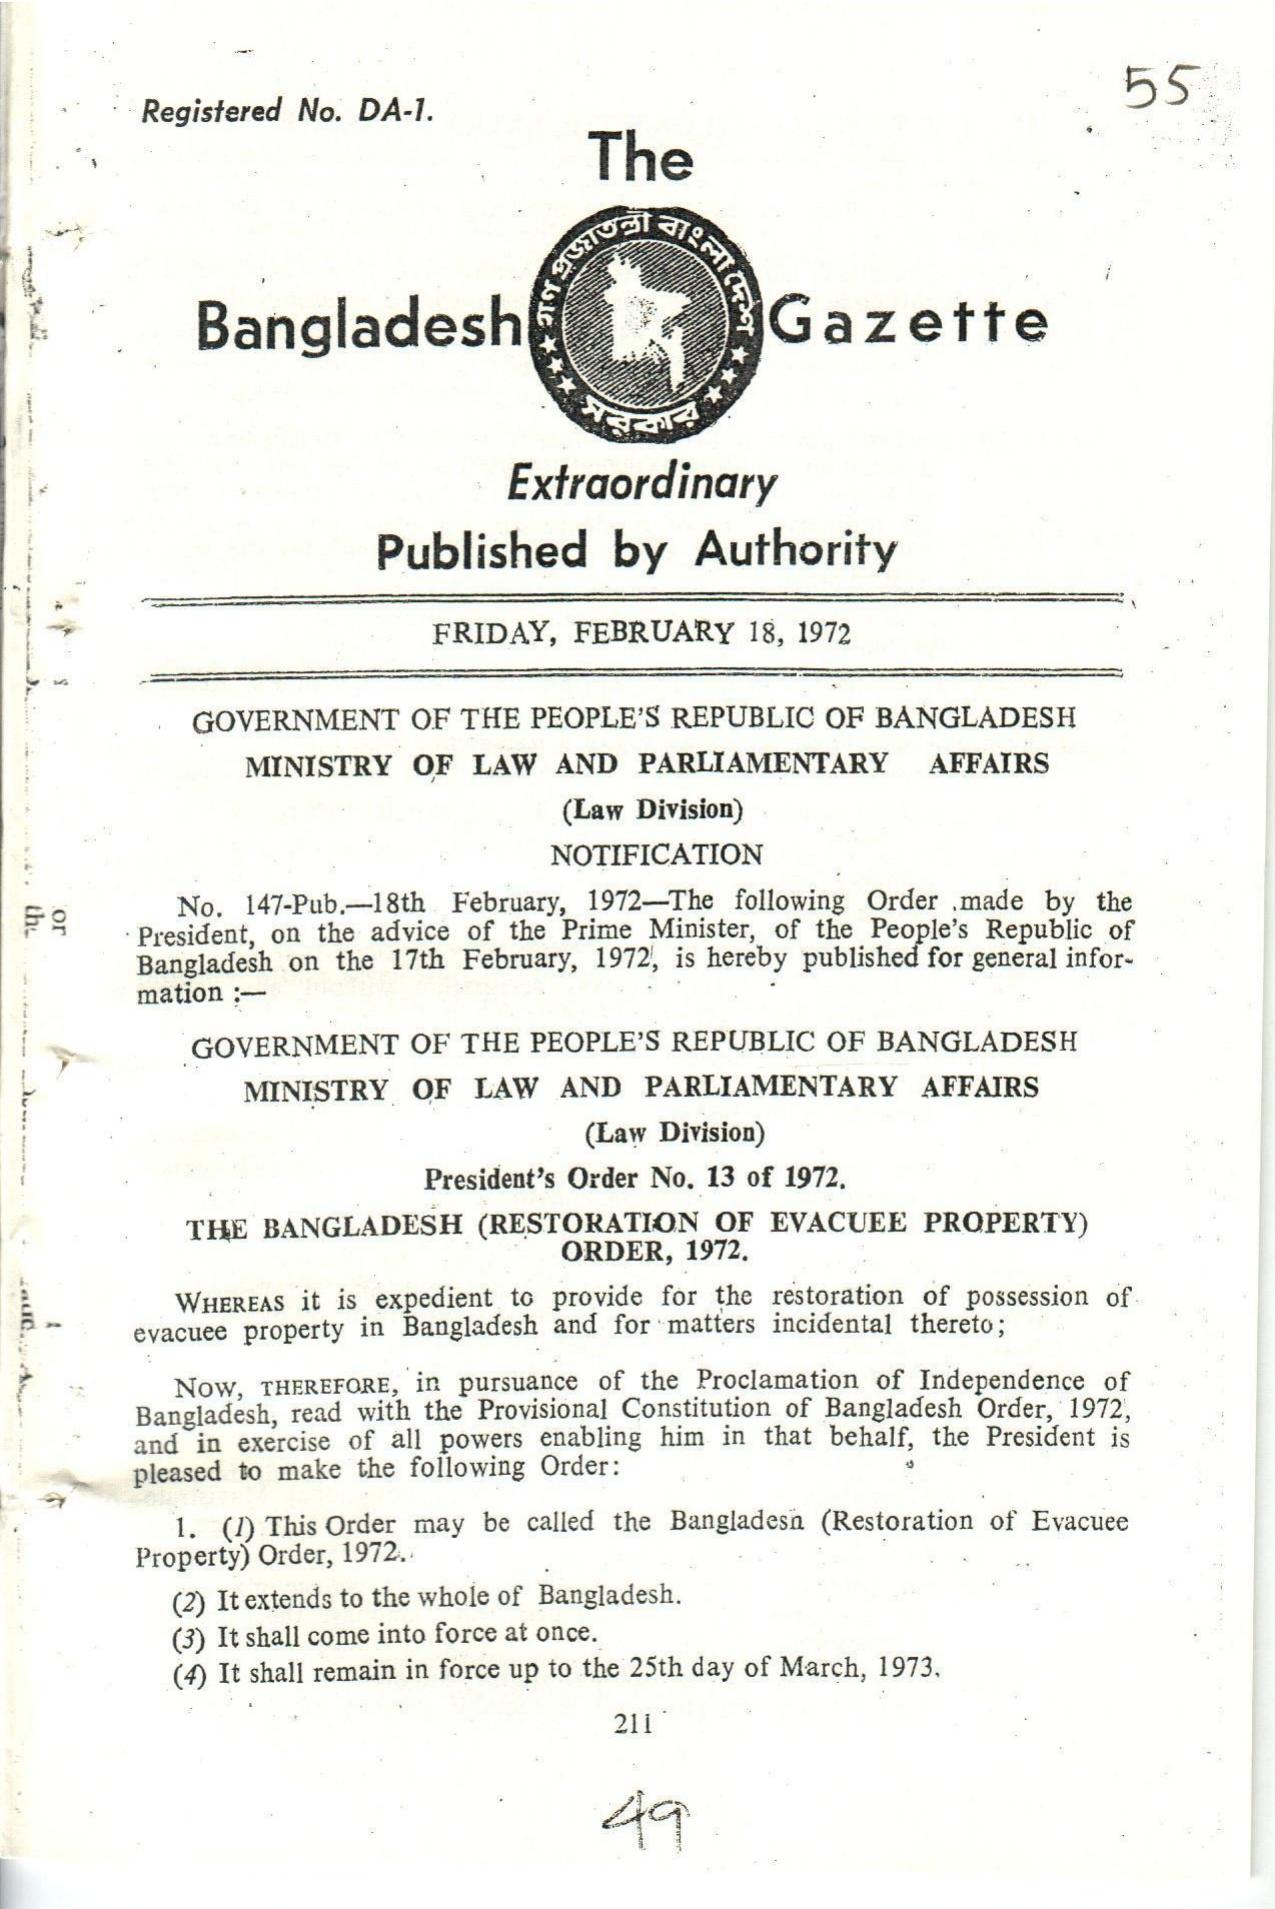 55
Registered No. DA-1.
The
Bangladesh Gazette
গণপ্রজাতন্ত্রী বাংলাদেশ
সরকার
Extraordinary
Published by Authority
FRIDAY, FEBRUARY 18, 1972
GOVERNMENT OF THE PEOPLE'S REPUBLIC OF BANGLADESH
MINISTRY OF LAW AND PARLIAMENTARY AFFAIRS
(Law Division)
NOTIFICATION
No. 147-Pub.—18th February, 1972—The following Order made by the
President, on the advice of the Prime Minister, of the People's Republic of
Bangladesh on the 17th February, 1972, is hereby published for general infor-
mation :—
GOVERNMENT OF THE PEOPLE'S REPUBLIC OF BANGLADESH
MINISTRY OF LAW AND PARLIAMENTARY AFFAIRS
(Law Division)
President's Order No. 13 of 1972.
THE BANGLADESH (RESTORATION OF EVACUEE PROPERTY)
ORDER, 1972.
WHEREAS it is expedient to provide for the restoration of possession of
evacuee property in Bangladesh and for matters incidental thereto;
NOW, THEREFORE, in pursuance of the Proclamation of Independence of
Bangladesh, read with the Provisional Constitution of Bangladesh Order, 1972,
and in exercise of all powers enabling him in that behalf, the President is
pleased to make the following Order:
1. (1) This Order may be called the Bangladesh (Restoration of Evacuee
Property) Order, 1972.
(2) It extends to the whole of Bangladesh.
(3) It shall come into force at once.
(4) It shall remain in force up to the 25th day of March, 1973.
211
49